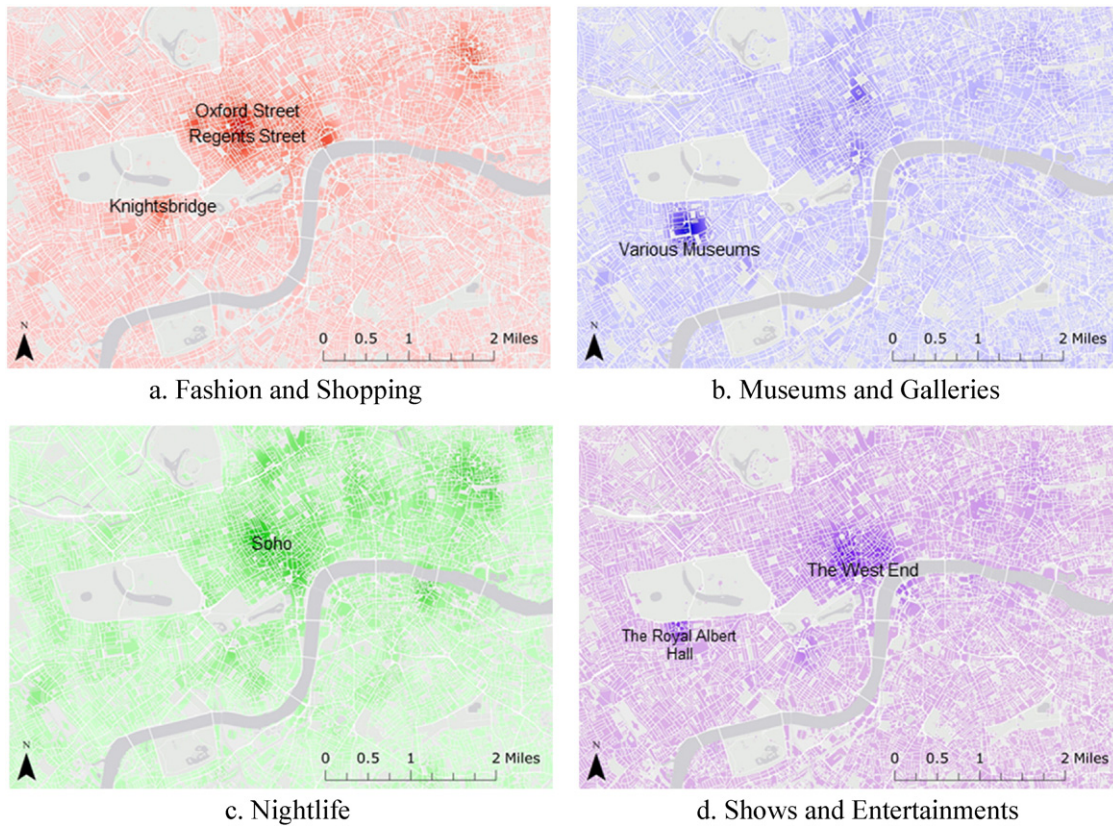 Oxford Street
Regents Street
Knightsbridge
N
0 0.5 1 2 Miles
a. Fashion and Shopping
Various Museums
N
0 0.5 1 2 Miles
b. Museums and Galleries
Soho
N
0 0.5 1 2 Miles
c. Nightlife
The West End
The Royal Albert
Hall
N
0 0.5 1 2 Miles
d. Shows and Entertainments